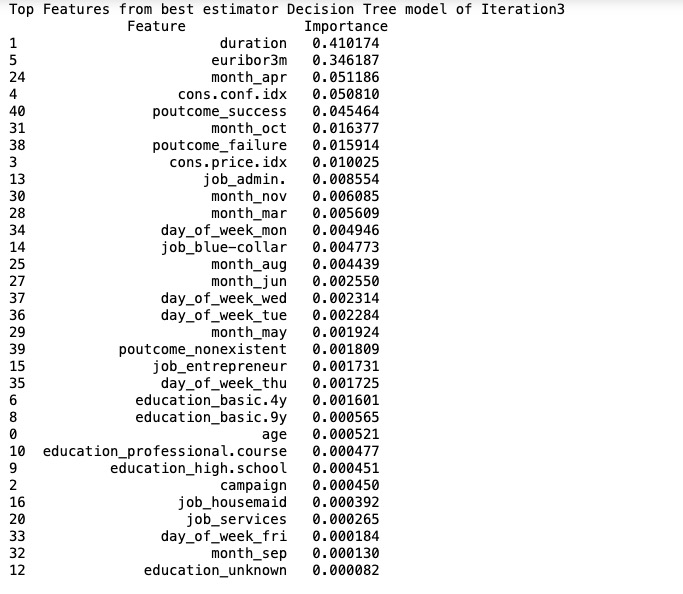 Top Features from best estimator Decision Tree model of Iteration3
Feature Importance
1 duration 0.410174
5 euribor3m 0.346187
24 month_apr 0.051186
4 cons.conf.idx 0.050810
40 poutcome_success 0.045464
31 month_oct 0.016377
38 poutcome_failure 0.015914
3 cons.price.idx 0.010025
13 job_admin. 0.008554
30 month_nov 0.006085
28 month_mar 0.005609
34 day_of_week_mon 0.004946
14 job_blue-collar 0.004773
25 month_aug 0.004439
27 month_jun 0.002550
37 day_of_week_wed 0.002314
36 day_of_week_tue 0.002284
29 month_may 0.001924
39 poutcome_nonexistent 0.001809
15 job_entrepreneur 0.001731
35 day_of_week_thu 0.001725
6 education_basic.4y 0.001601
8 education_basic.9y 0.000565
0 age 0.000521
10 education_professional.course 0.000477
9 education_high.school 0.000451
2 campaign 0.000450
16 job_housemaid 0.000392
20 job_services 0.000265
33 day_of_week_fri 0.000184
32 month_sep 0.000130
12 education_unknown 0.000082